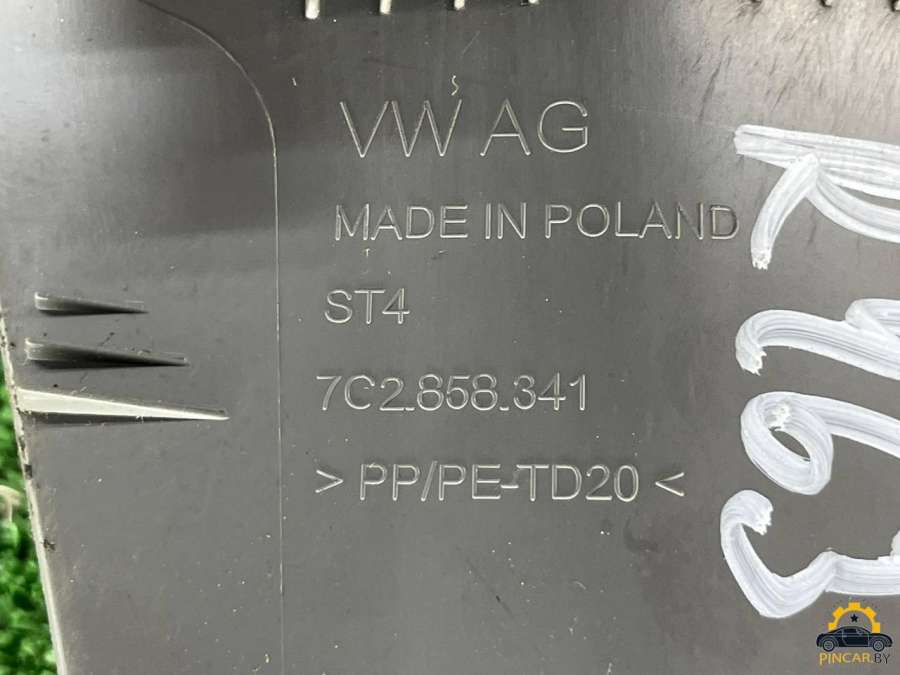 VW AG
MADE IN POLAND
ST4
7C2.858.341
> PP/PE-TD20 <
PINCAR.BY